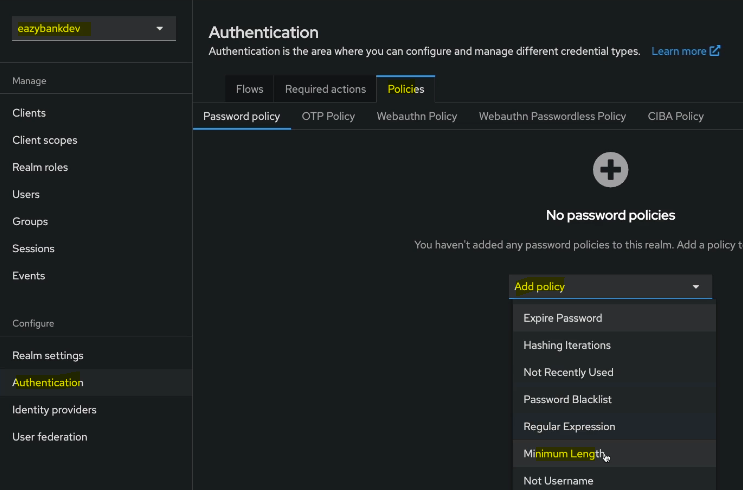 eazybankdev
Manage
Clients
Client scopes
Realm roles
Users
Groups
Sessions
Events
Configure
Realm settings
Authentication
Identity providers
User federation
Authentication
Authentication is the area where you can configure and manage different credential types. Learn more
Flows Required actions Policies
Password policy OTP Policy Webauthn Policy Webauthn Passwordless Policy CIBA Policy
No password policies
You haven't added any password policies to this realm. Add a policy t
Add policy
Expire Password
Hashing Iterations
Not Recently Used
Password Blacklist
Regular Expression
Minimum Length
Not Username